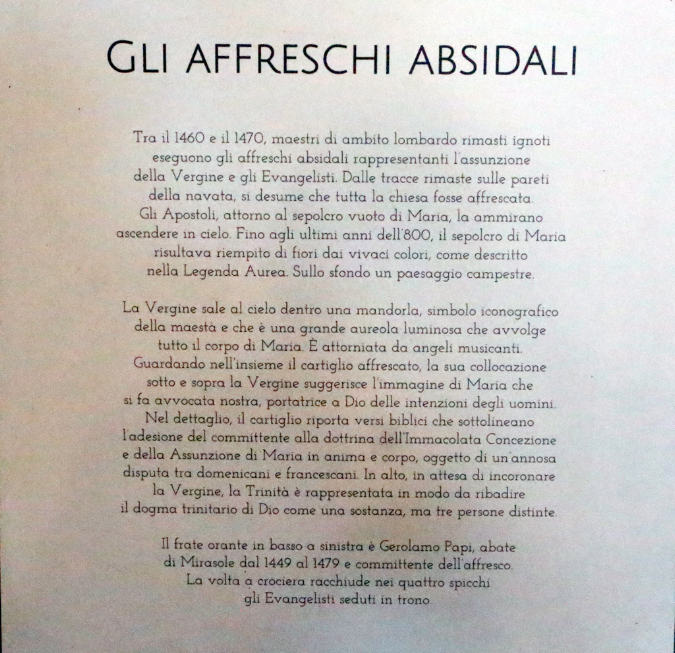 GLI AFFRESCHI ABSIDALI
Tra il 1460 e il 1470, maestri di ambito lombardo rimasti ignoti
eseguono gli affreschi absidali rappresentanti l'assunzione
della Vergine e gli Evangelisti. Dalle tracce rimaste sulle pareti
della navata, si desume che tutta la chiesa fosse affrescata.
Gli Apostoli, attorno al sepolcro vuoto di Maria, la ammirano
ascendere in cielo. Fino agli ultimi anni dell'800, il sepolcro di Maria
risultava riempito di fiori dai vivaci colori, come descritto
nella Legenda Aurea. Sullo sfondo un paesaggio campestre.
La Vergine sale al cielo dentro una mandorla, simbolo iconografico
della maestà e che è una grande aureola luminosa che avvolge
tutto il corpo di Maria. È attorniata da angeli musicanti.
Guardando nell'insieme il cartiglio affrescato, la sua collocazione
sotto e sopra la Vergine suggerisce l'immagine di Maria che
si fa avvocata nostra, portatrice a Dio delle intenzioni degli uomini.
Nel dettaglio, il cartiglio riporta versi biblici che sottolineano
l'adesione del committente alla dottrina dell'Immacolata Concezione
e della Assunzione di Maria in anima e corpo, oggetto di un'annosa
disputa tra domenicani e francescani. In alto, in attesa di incoronare
la Vergine, la Trinità è rappresentata in modo da ribadire
il dogma trinitario di Dio come una sostanza, ma tre persone distinte.
Il frate orante in basso a sinistra è Gerolamo Papi, abate
di Mirasole dal 1449 al 1479 e committente dell'affresco.
La volta a crociera racchiude nei quattro spicchi
gli Evangelisti seduti in trono.